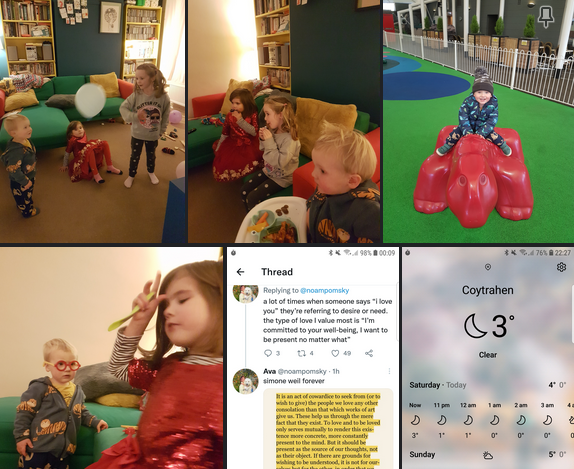 98% 00:09
Thread
Replying to @noampomsky
a lot of times when someone says "i love
you" they're referring to desire or need.
the type of love I value most is "I'm
committed to your well-being, I want to
be present no matter what"
3 4 49
Ava @noampomsky · 1h
simone weil forever
It is an act of cowardice to seek from (or to
wish to give) the people we love any other
consolation than that which works of art
give us. These help us through the mere
fact that they exist. To love and to be loved
only serves mutually to render this exis-
tence more concrete, more constantly
present to the mind. But it should be
present as the source of our thoughts, not
as their object. If there are grounds for
wishing to be understood, it is not for our-
76% 22:27
Coytrahen
3°
Clear
Saturday · Today 4° 0°
Now 11 pm 12 am 1 am 2 am 3 am 4
3° 1° 1° 0° 0° 0°
Sunday 5° 0°